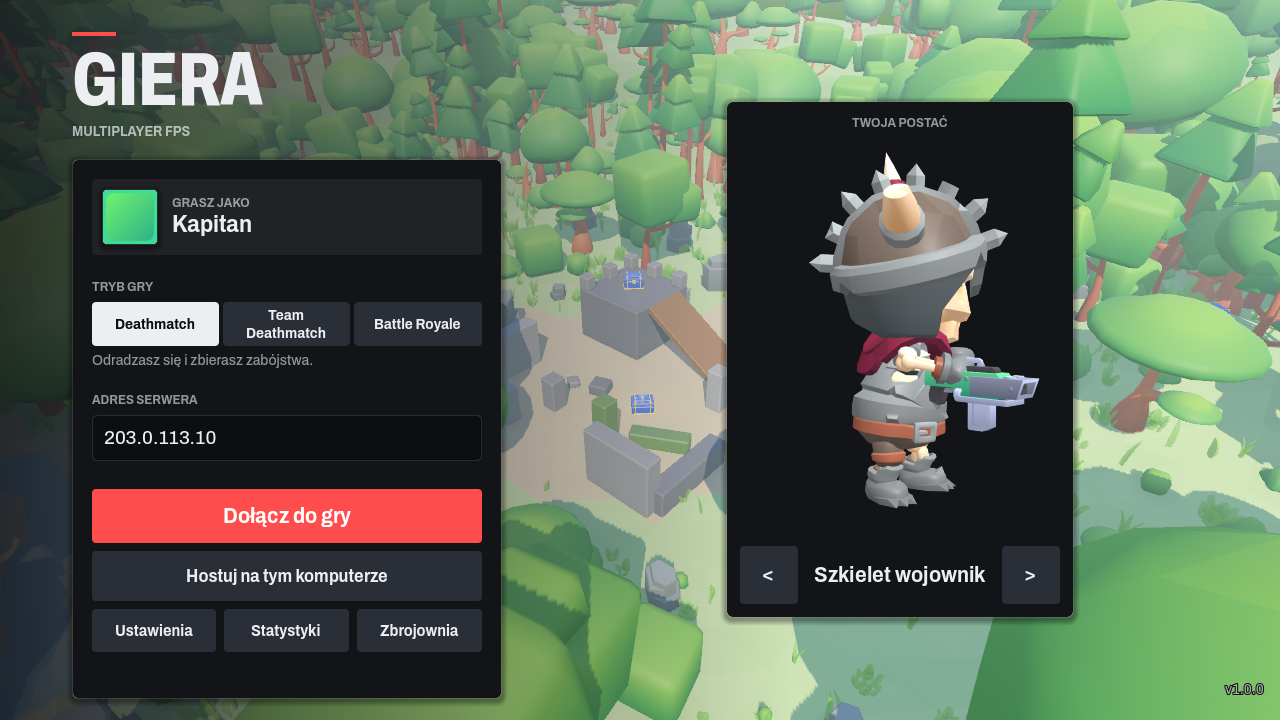 GIERA
MULTIPLAYER FPS
GRASZ JAKO
Kapitan
TRYB GRY
Deathmatch
Team
Deathmatch
Battle Royale
Odradzasz się i zbierasz zabójstwa.
ADRES SERWERA
203.0.113.10
Dołącz do gry
Hostuj na tym komputerze
Ustawienia
Statystyki
Zbrojownia
TWOJA POSTAĆ
<
Szkielet wojownik
>
v1.0.0